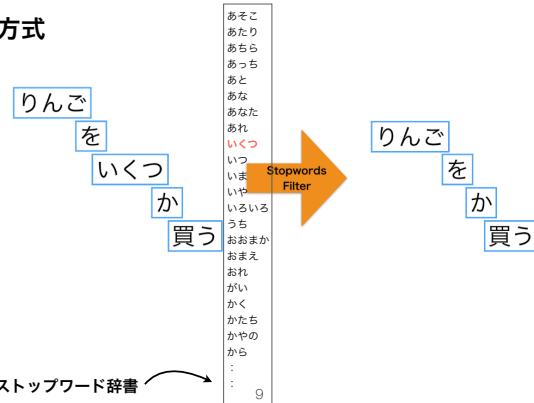 方式
りんご
を
いくつ
か
買う
あそこ
あたり
あちら
あっち
あと
あな
あなた
あれ
いくつ
いつ
いま
いや
いろいろ
うち
おおまか
おまえ
おれ
がい
かく
かたち
かやの
から
:
:
Stopwords
Filter
りんご
を
か
買う
ストップワード辞書
9